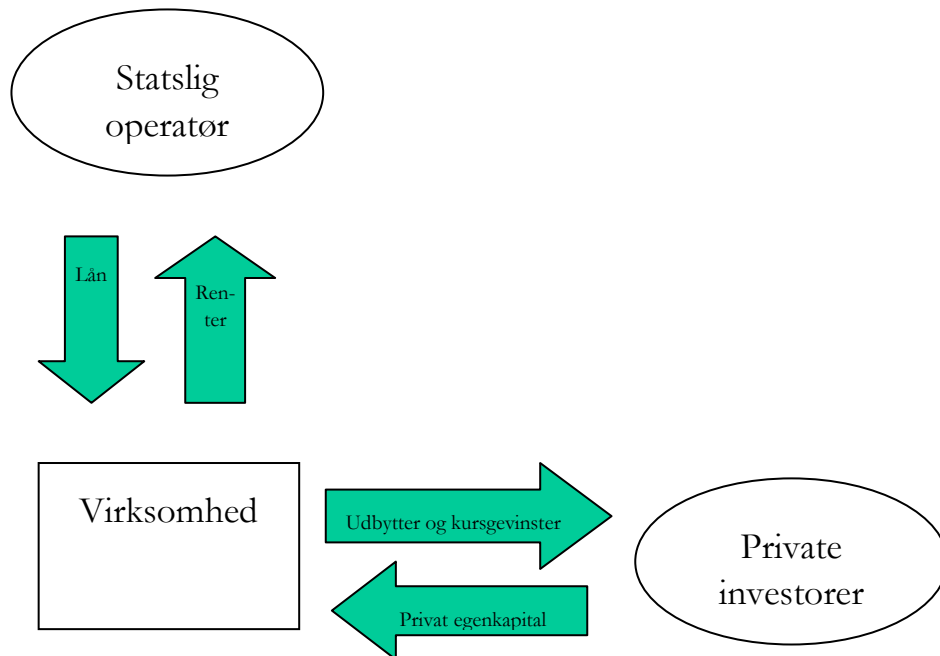 Statslig
operatør
Lån
Ren-
ter
Virksomhed
Udbytter og kursgevinster
Private
investorer
Privat egenkapital